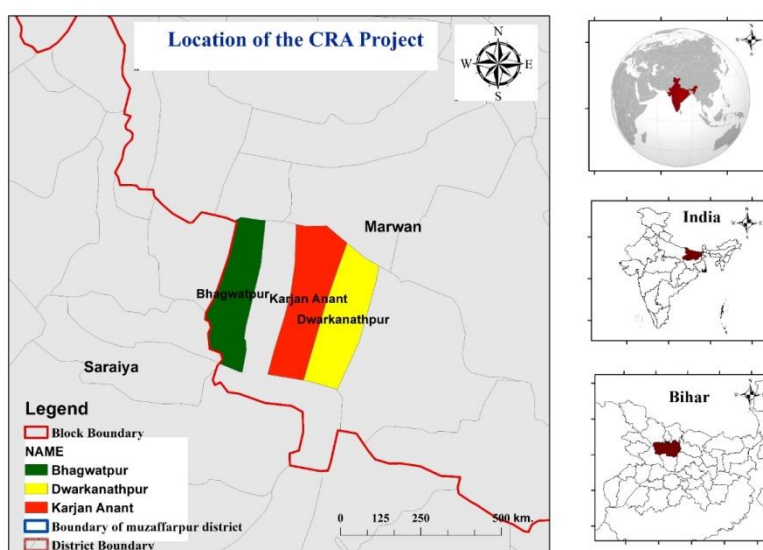 Location of the CRA Project
N
W E
S
Marwan
Bhagwatpur
Karjan Anant
Dwarkanathpur
Saraiya
Legend
Block Boundary
NAME
Bhagwatpur
Dwarkanathpur
Karjan Anant
Boundary of muzaffarpur district
District Boundary
0 125 250 500 km.
India
Bihar